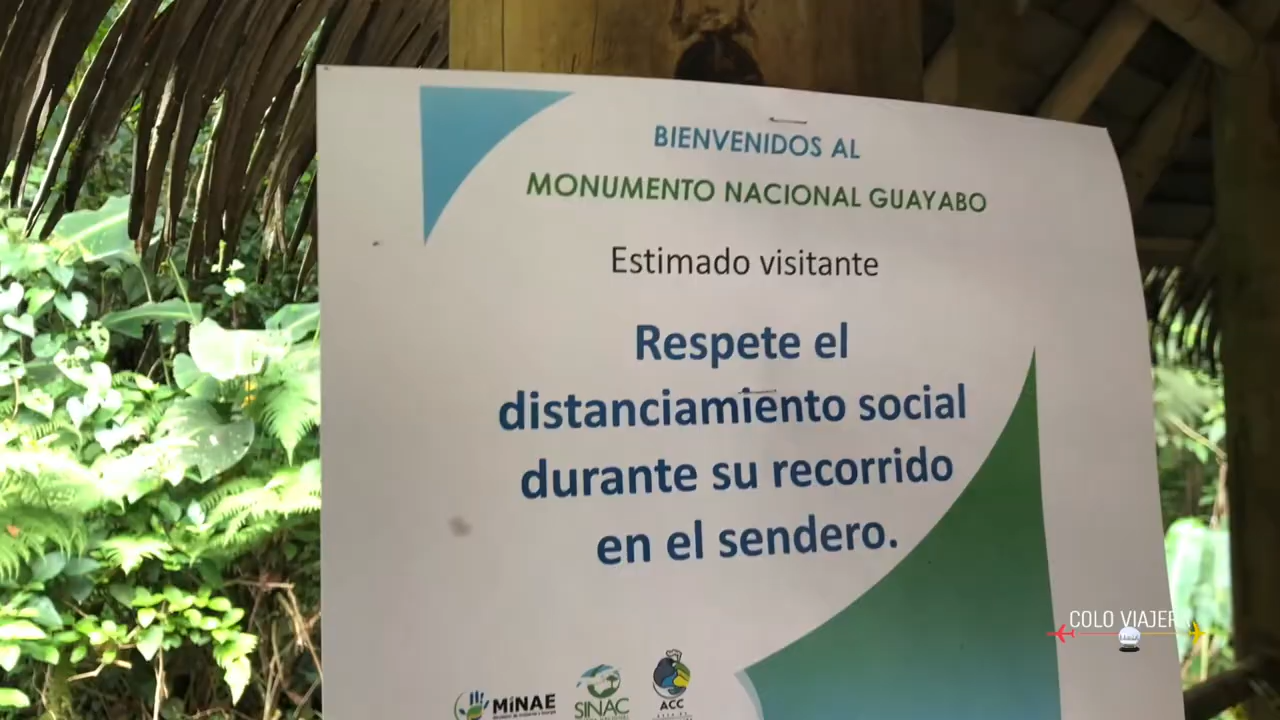 BIENVENIDOS AL
MONUMENTO NACIONAL GUAYABO
Estimado visitante
Respete el
distanciamiento social
durante su recorrido
en el sendero.
COLO VIAJER
MiNAE
SINAC
ACC